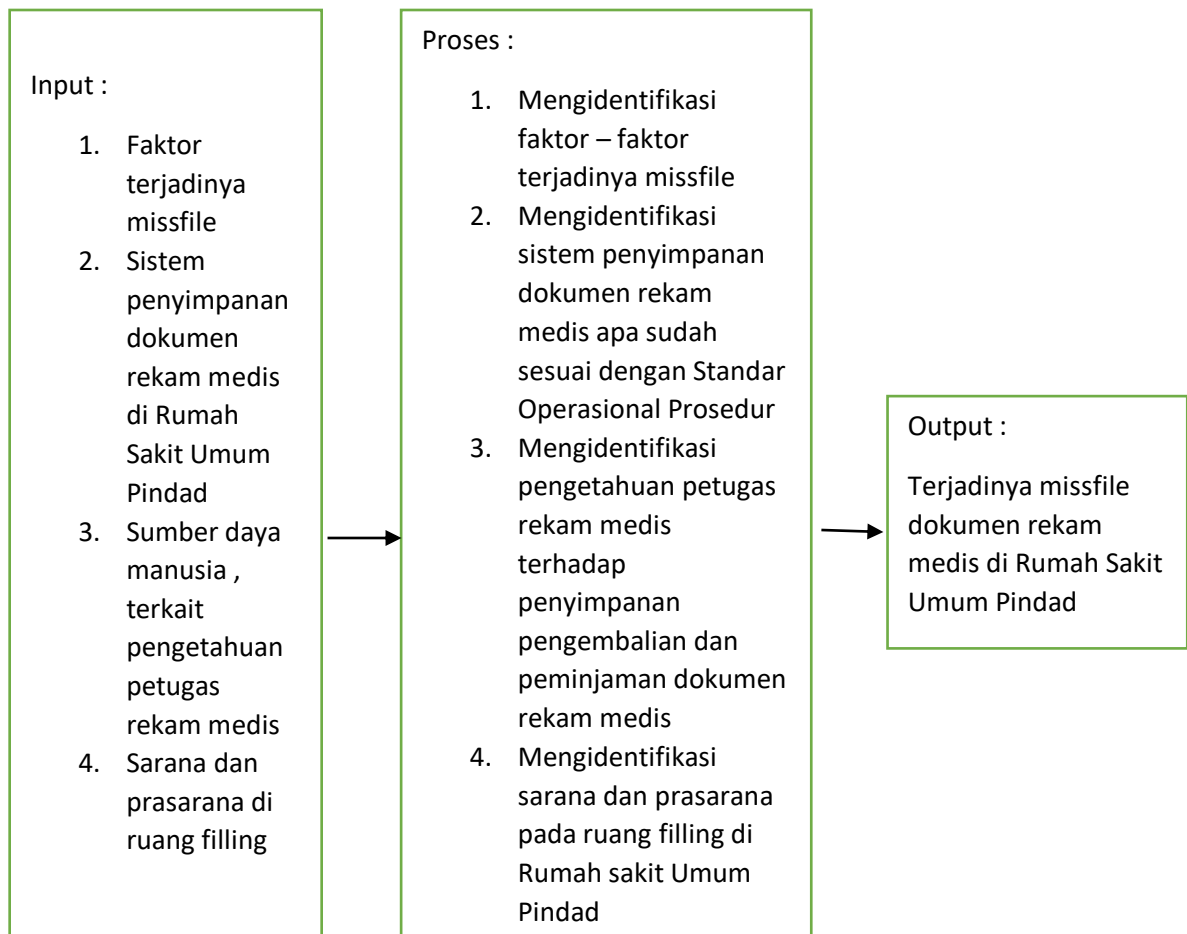 Input :
1. Faktor
terjadinya
missfile
2. Sistem
penyimpanan
dokumen
rekam medis
di Rumah
Sakit Umum
Pindad
3. Sumber daya
manusia ,
terkait
pengetahuan
petugas
rekam medis
4. Sarana dan
prasarana di
ruang filling
Proses :
1. Mengidentifikasi
faktor – faktor
terjadinya missfile
2. Mengidentifikasi
sistem penyimpanan
dokumen rekam
medis apa sudah
sesuai dengan Standar
Operasional Prosedur
3. Mengidentifikasi
pengetahuan petugas
rekam medis
terhadap
penyimpanan
pengembalian dan
peminjaman dokumen
rekam medis
4. Mengidentifikasi
sarana dan prasarana
pada ruang filling di
Rumah sakit Umum
Pindad
Output :
Terjadinya missfile
dokumen rekam
medis di Rumah Sakit
Umum Pindad